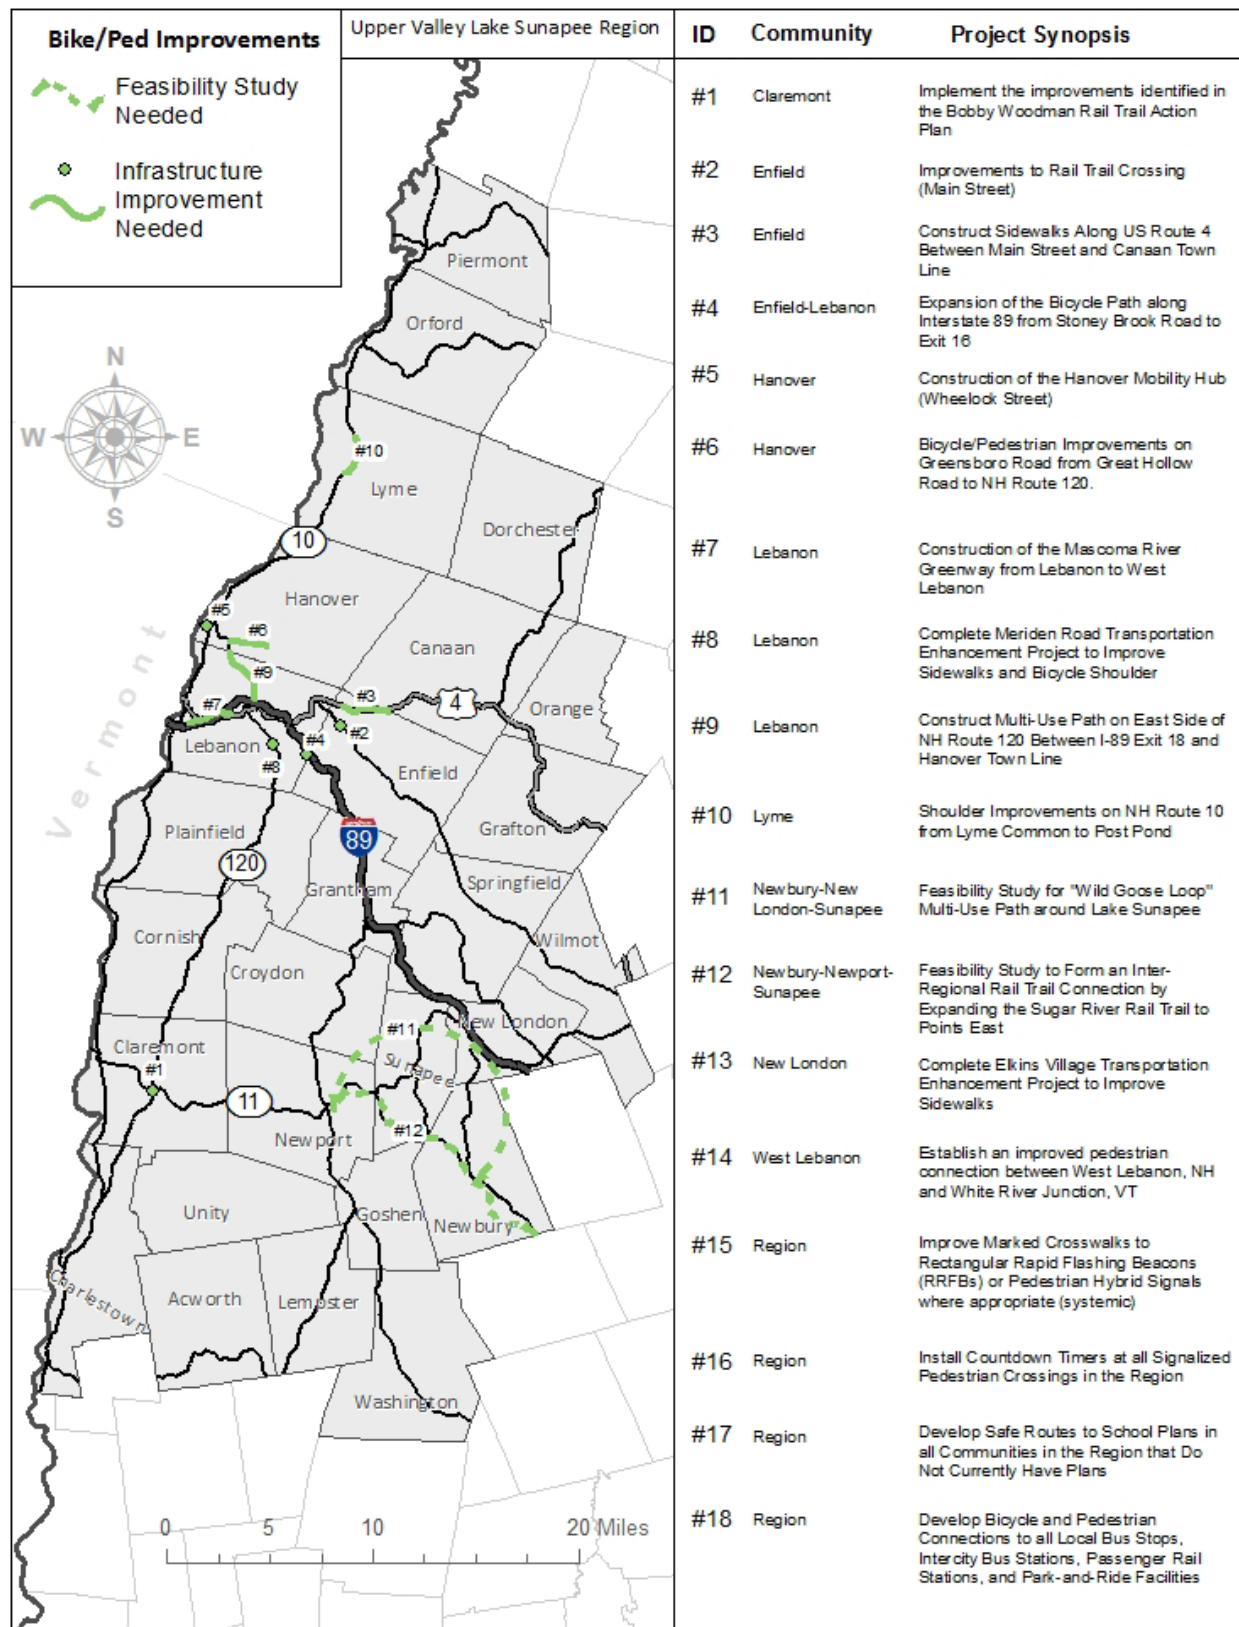 Bike/Ped Improvements
Feasibility Study
Needed
Infrastructure
Improvement
Needed
Upper Valley Lake Sunapee Region
N
W
E
S
Vermont
Piermont
Orford
#10
Lyme
Dorchester
10
Hanover
#5
#6
Canaan
#9
#3
#7
4
Orange
Lebanon
#4
#2
#8
Enfield
Plainfield
89
Grafton
120
Grantham
Springfield
Cornish
Wilmot
Croydon
New London
#11
Claremont
Sunapee
#1
11
Newport
#12
Unity
Goshen
Newbury
Charlestown
Acworth
Lempster
Washington
0 5 10 20 Miles
ID Community Project Synopsis
#1 Claremont Implement the improvements identified in
the Bobby Woodman Rail Trail Action
Plan
#2 Enfield Improvements to Rail Trail Crossing
(Main Street)
#3 Enfield Construct Sidewalks Along US Route 4
Between Main Street and Canaan Town
Line
#4 Enfield-Lebanon Expansion of the Bicycle Path along
Interstate 89 from Stoney Brook Road to
Exit 16
#5 Hanover Construction of the Hanover Mobility Hub
(Wheelock Street)
#6 Hanover Bicycle/Pedestrian Improvements on
Greensboro Road from Great Hollow
Road to NH Route 120.
#7 Lebanon Construction of the Mascoma River
Greenway from Lebanon to West
Lebanon
#8 Lebanon Complete Meriden Road Transportation
Enhancement Project to Improve
Sidewalks and Bicycle Shoulder
#9 Lebanon Construct Multi-Use Path on East Side of
NH Route 120 Between I-89 Exit 18 and
Hanover Town Line
#10 Lyme Shoulder Improvements on NH Route 10
from Lyme Common to Post Pond
#11 Newbury-New Feasibility Study for "Wild Goose Loop"
London-Sunapee Multi-Use Path around Lake Sunapee
#12 Newbury-Newport- Feasibility Study to Form an Inter-
Sunapee Regional Rail Trail Connection by
Expanding the Sugar River Rail Trail to
Points East
#13 New London Complete Elkins Village Transportation
Enhancement Project to Improve
Sidewalks
#14 West Lebanon Establish an improved pedestrian
connection between West Lebanon, NH
and White River Junction, VT
#15 Region Improve Marked Crosswalks to
Rectangular Rapid Flashing Beacons
(RRFBs) or Pedestrian Hybrid Signals
where appropriate (systemic)
#16 Region Install Countdown Timers at all Signalized
Pedestrian Crossings in the Region
#17 Region Develop Safe Routes to School Plans in
all Communities in the Region that Do
Not Currently Have Plans
#18 Region Develop Bicycle and Pedestrian
Connections to all Local Bus Stops,
Intercity Bus Stations, Passenger Rail
Stations, and Park-and-Ride Facilities